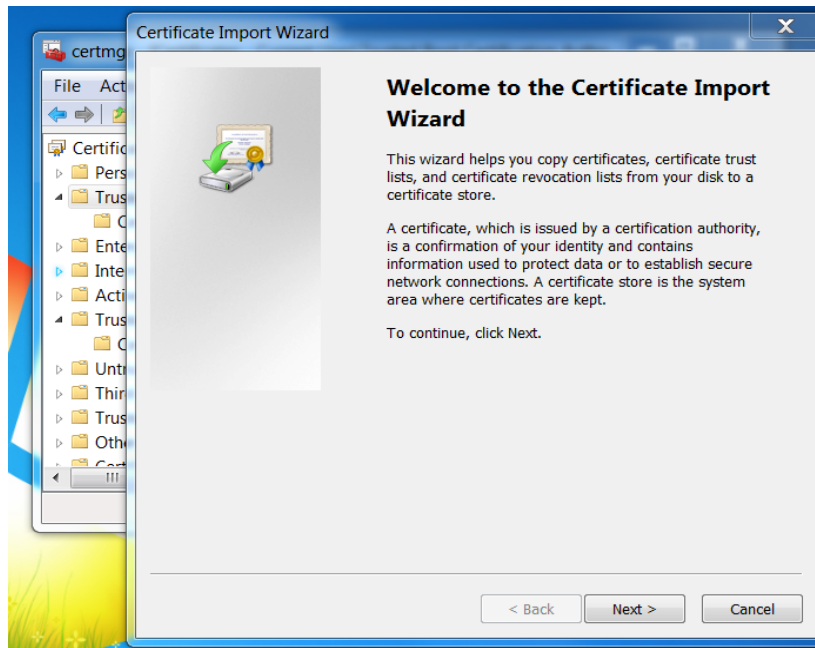 Certificate Import Wizard
X
certmg
File Act
Certific
Pers
Trus
C
Ente
Inte
Acti
Trus
C
Untr
Thir
Trus
Othe
Welcome to the Certificate Import
Wizard
This wizard helps you copy certificates, certificate trust
lists, and certificate revocation lists from your disk to a
certificate store.
A certificate, which is issued by a certification authority,
is a confirmation of your identity and contains
information used to protect data or to establish secure
network connections. A certificate store is the system
area where certificates are kept.
To continue, click Next.
< Back Next > Cancel